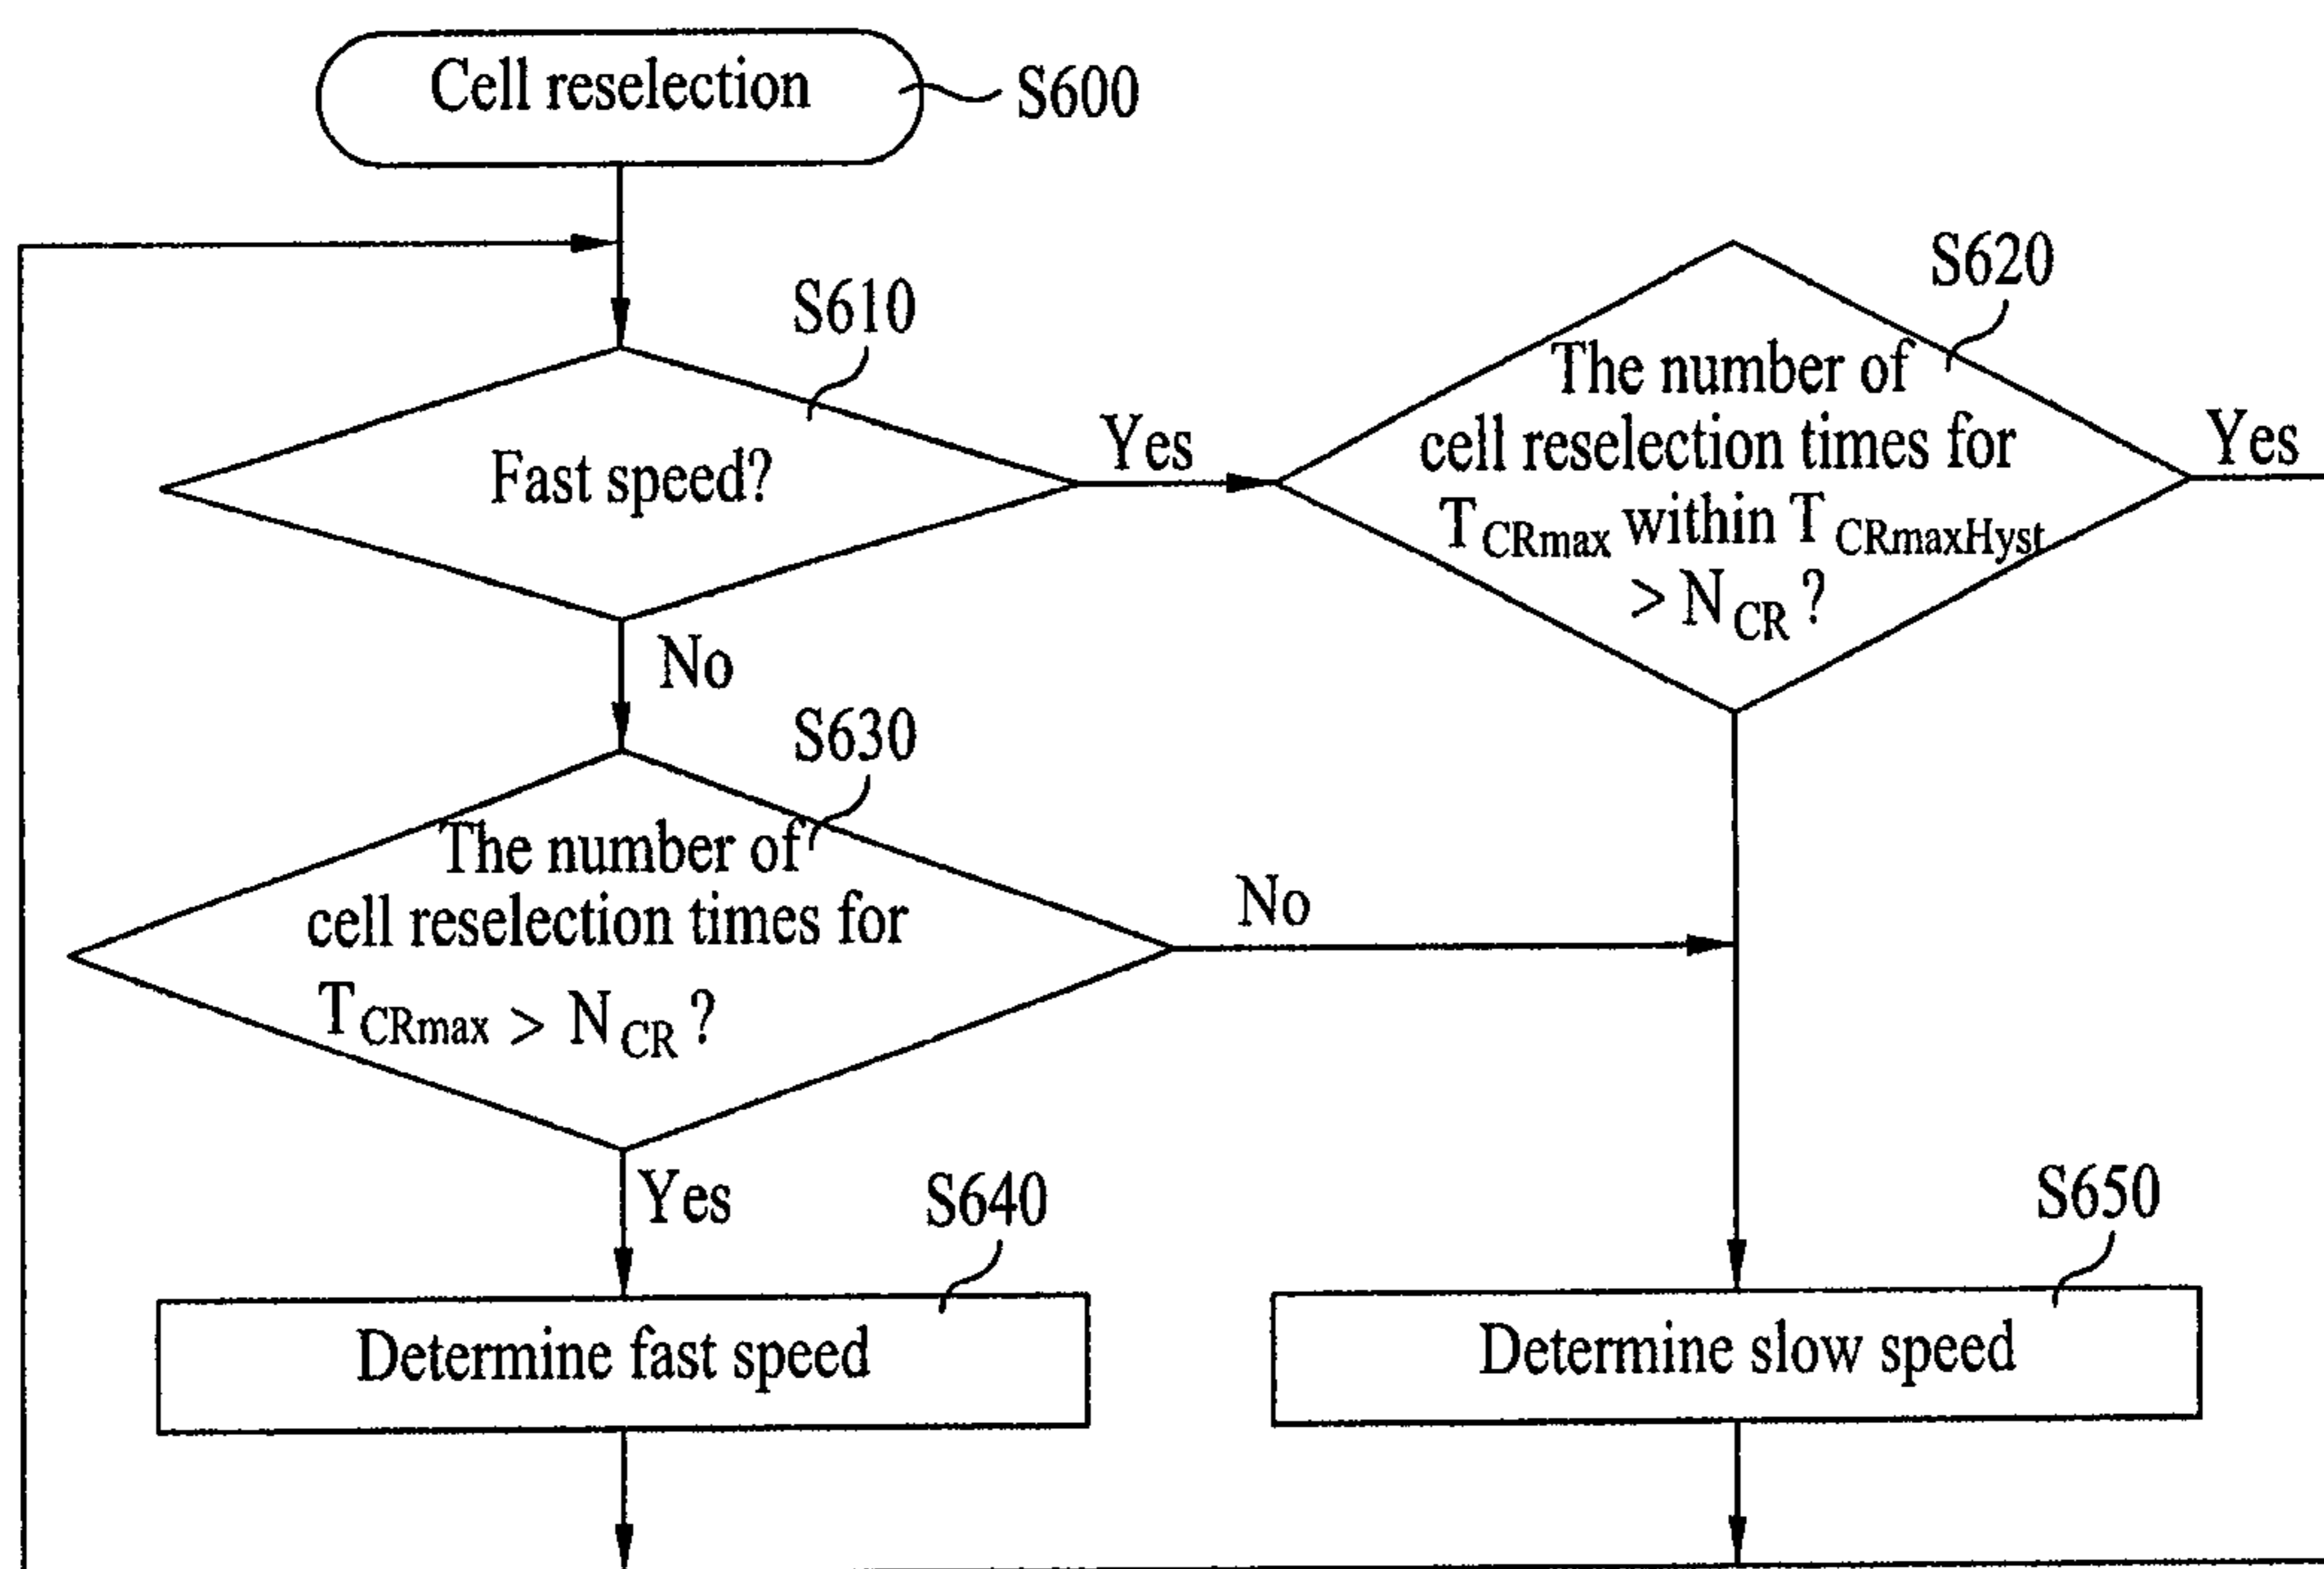 Cell reselection
S600
S610
Fast speed?
Yes
S620
The number of
cell reselection times for
T CRmax within T CRmaxHyst
> N CR ?
Yes
No
S630
The number of
cell reselection times for
T CRmax > N CR ?
No
Yes
S640
Determine fast speed
S650
Determine slow speed